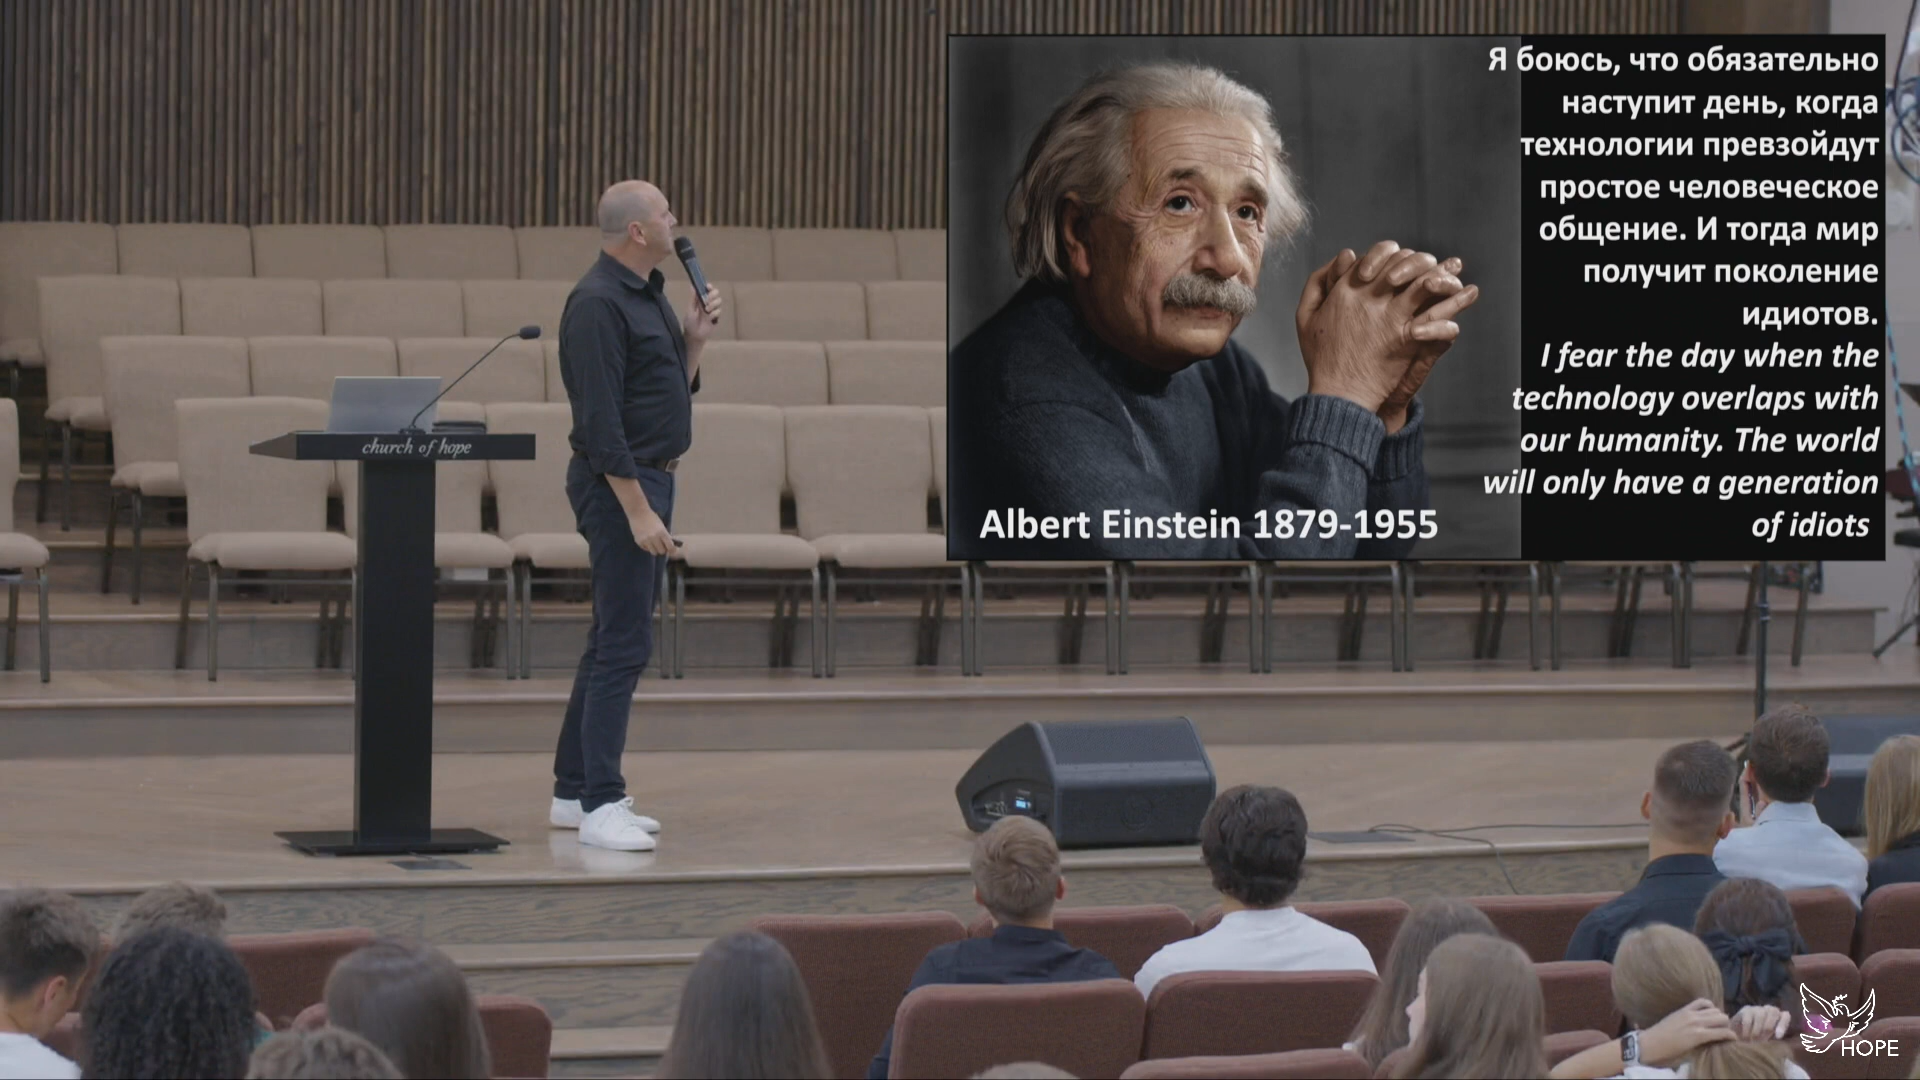 Я боюсь, что обязательно
наступит день, когда
технологии превзойдут
простое человеческое
общение. И тогда мир
получит поколение
идиотов.
I fear the day when the
technology overlaps with
our humanity. The world
will only have a generation
of idiots
Albert Einstein 1879-1955
church of hope
HOPE